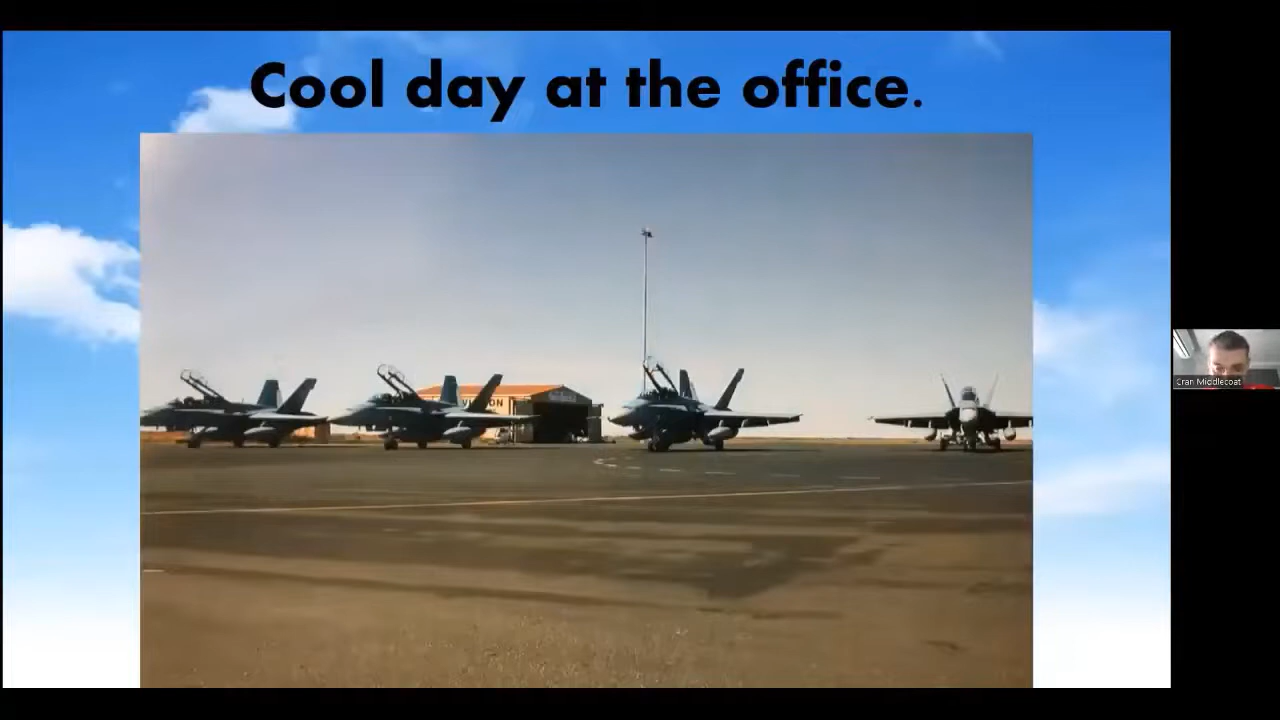 Cool day at the office.
Cran Middlecoat